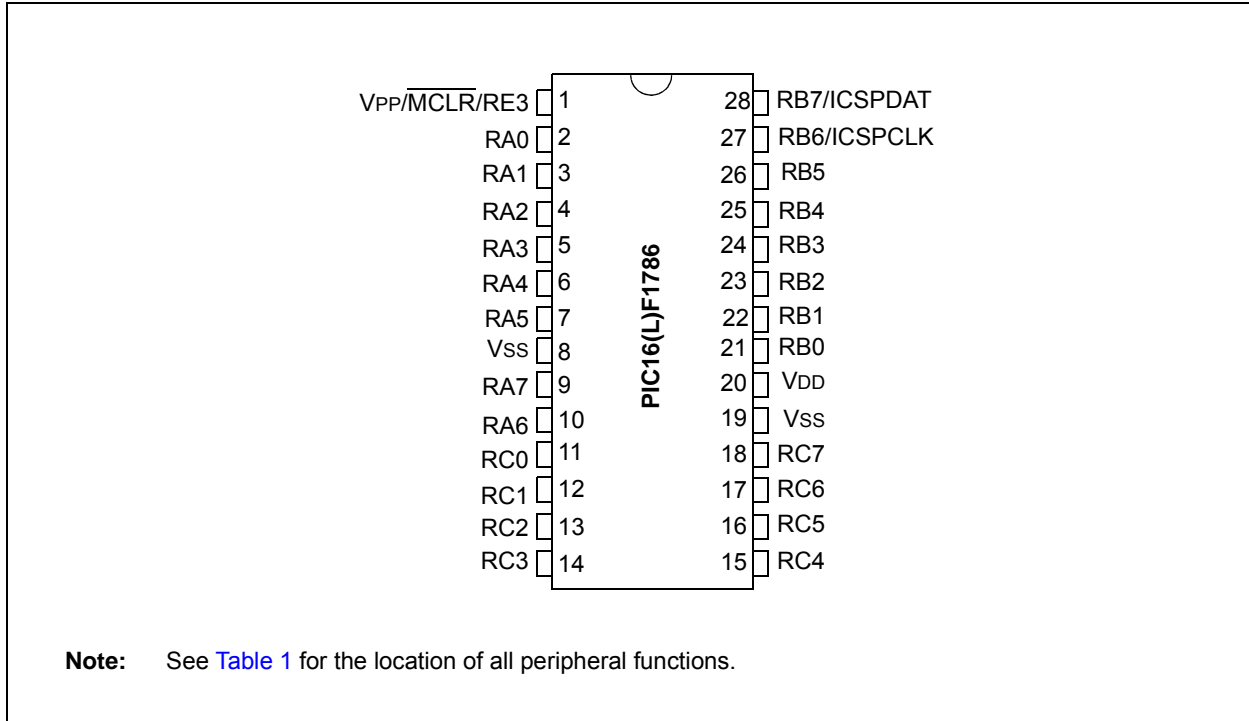 VPP/MCLR/RE3 1 28 RB7/ICSPDAT
RA0 2 27 RB6/ICSPCLK
RA1 3 26 RB5
RA2 4 25 RB4
RA3 5 24 RB3
RA4 6 23 RB2
RA5 7 22 RB1
VSS 8 21 RB0
RA7 9 20 VDD
RA6 10 19 VSS
RC0 11 18 RC7
RC1 12 17 RC6
RC2 13 16 RC5
RC3 14 15 RC4
PIC16(L)F1786
Note: See Table 1 for the location of all peripheral functions.